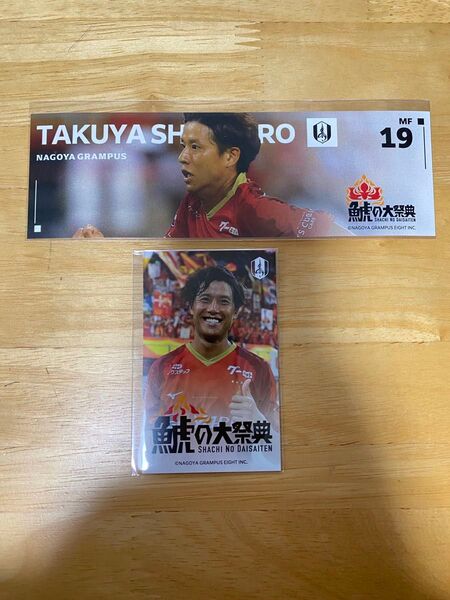 TAKUYA SH RO
NAGOYA GRAMPUS
MF
19
鯱の大祭典
SHACHI NO DAISAITEN
©NAGOYA GRAMPUS EIGHT INC.
鯱の大祭典
SHACHI NO DAISAITEN
©NAGOYA GRAMPUS EIGHT INC.